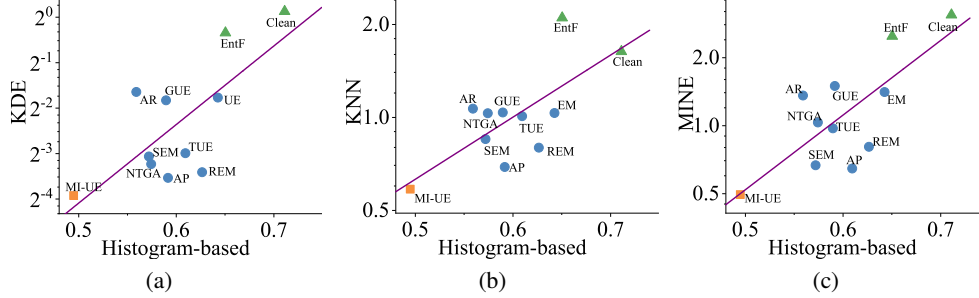 KDE
2^0
2^-1
2^-2
2^-3
2^-4
Clean
EntF
AR
GUE
UE
SEM
TUE
NTGA
AP
REM
MI-UE
0.5 0.6 0.7
Histogram-based
(a)
KNN
2.0
1.0
0.5
EntF
Clean
AR
GUE
EM
NTGA
TUE
SEM
REM
AP
MI-UE
0.5 0.6 0.7
Histogram-based
(b)
MINE
2.0
1.0
0.5
Clean
EntF
AR
GUE
EM
NTGA
TUE
REM
SEM
AP
MI-UE
0.5 0.6 0.7
Histogram-based
(c)